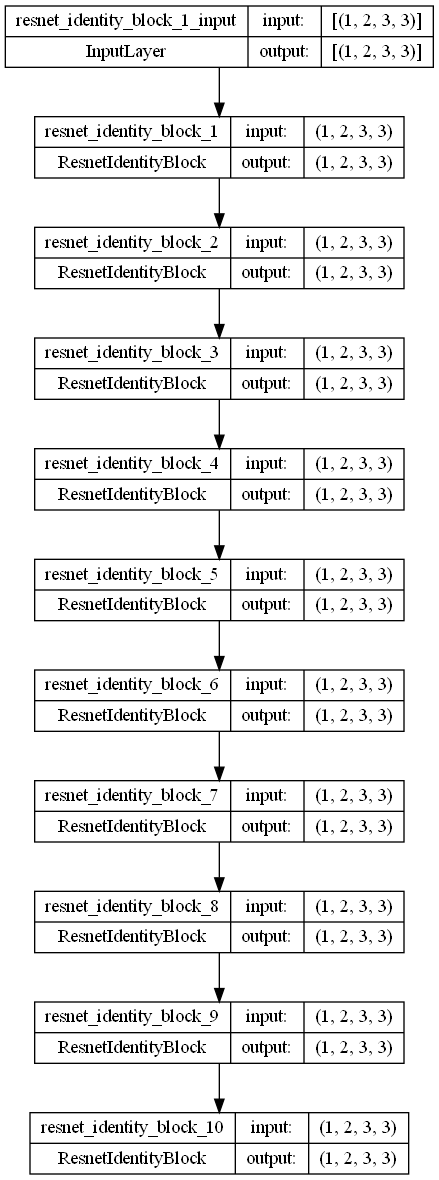 resnet_identity_block_1_input input: [(1, 2, 3, 3)]
InputLayer output: [(1, 2, 3, 3)]
resnet_identity_block_1 input: (1, 2, 3, 3)
ResnetIdentityBlock output: (1, 2, 3, 3)
resnet_identity_block_2 input: (1, 2, 3, 3)
ResnetIdentityBlock output: (1, 2, 3, 3)
resnet_identity_block_3 input: (1, 2, 3, 3)
ResnetIdentityBlock output: (1, 2, 3, 3)
resnet_identity_block_4 input: (1, 2, 3, 3)
ResnetIdentityBlock output: (1, 2, 3, 3)
resnet_identity_block_5 input: (1, 2, 3, 3)
ResnetIdentityBlock output: (1, 2, 3, 3)
resnet_identity_block_6 input: (1, 2, 3, 3)
ResnetIdentityBlock output: (1, 2, 3, 3)
resnet_identity_block_7 input: (1, 2, 3, 3)
ResnetIdentityBlock output: (1, 2, 3, 3)
resnet_identity_block_8 input: (1, 2, 3, 3)
ResnetIdentityBlock output: (1, 2, 3, 3)
resnet_identity_block_9 input: (1, 2, 3, 3)
ResnetIdentityBlock output: (1, 2, 3, 3)
resnet_identity_block_10 input: (1, 2, 3, 3)
ResnetIdentityBlock output: (1, 2, 3, 3)